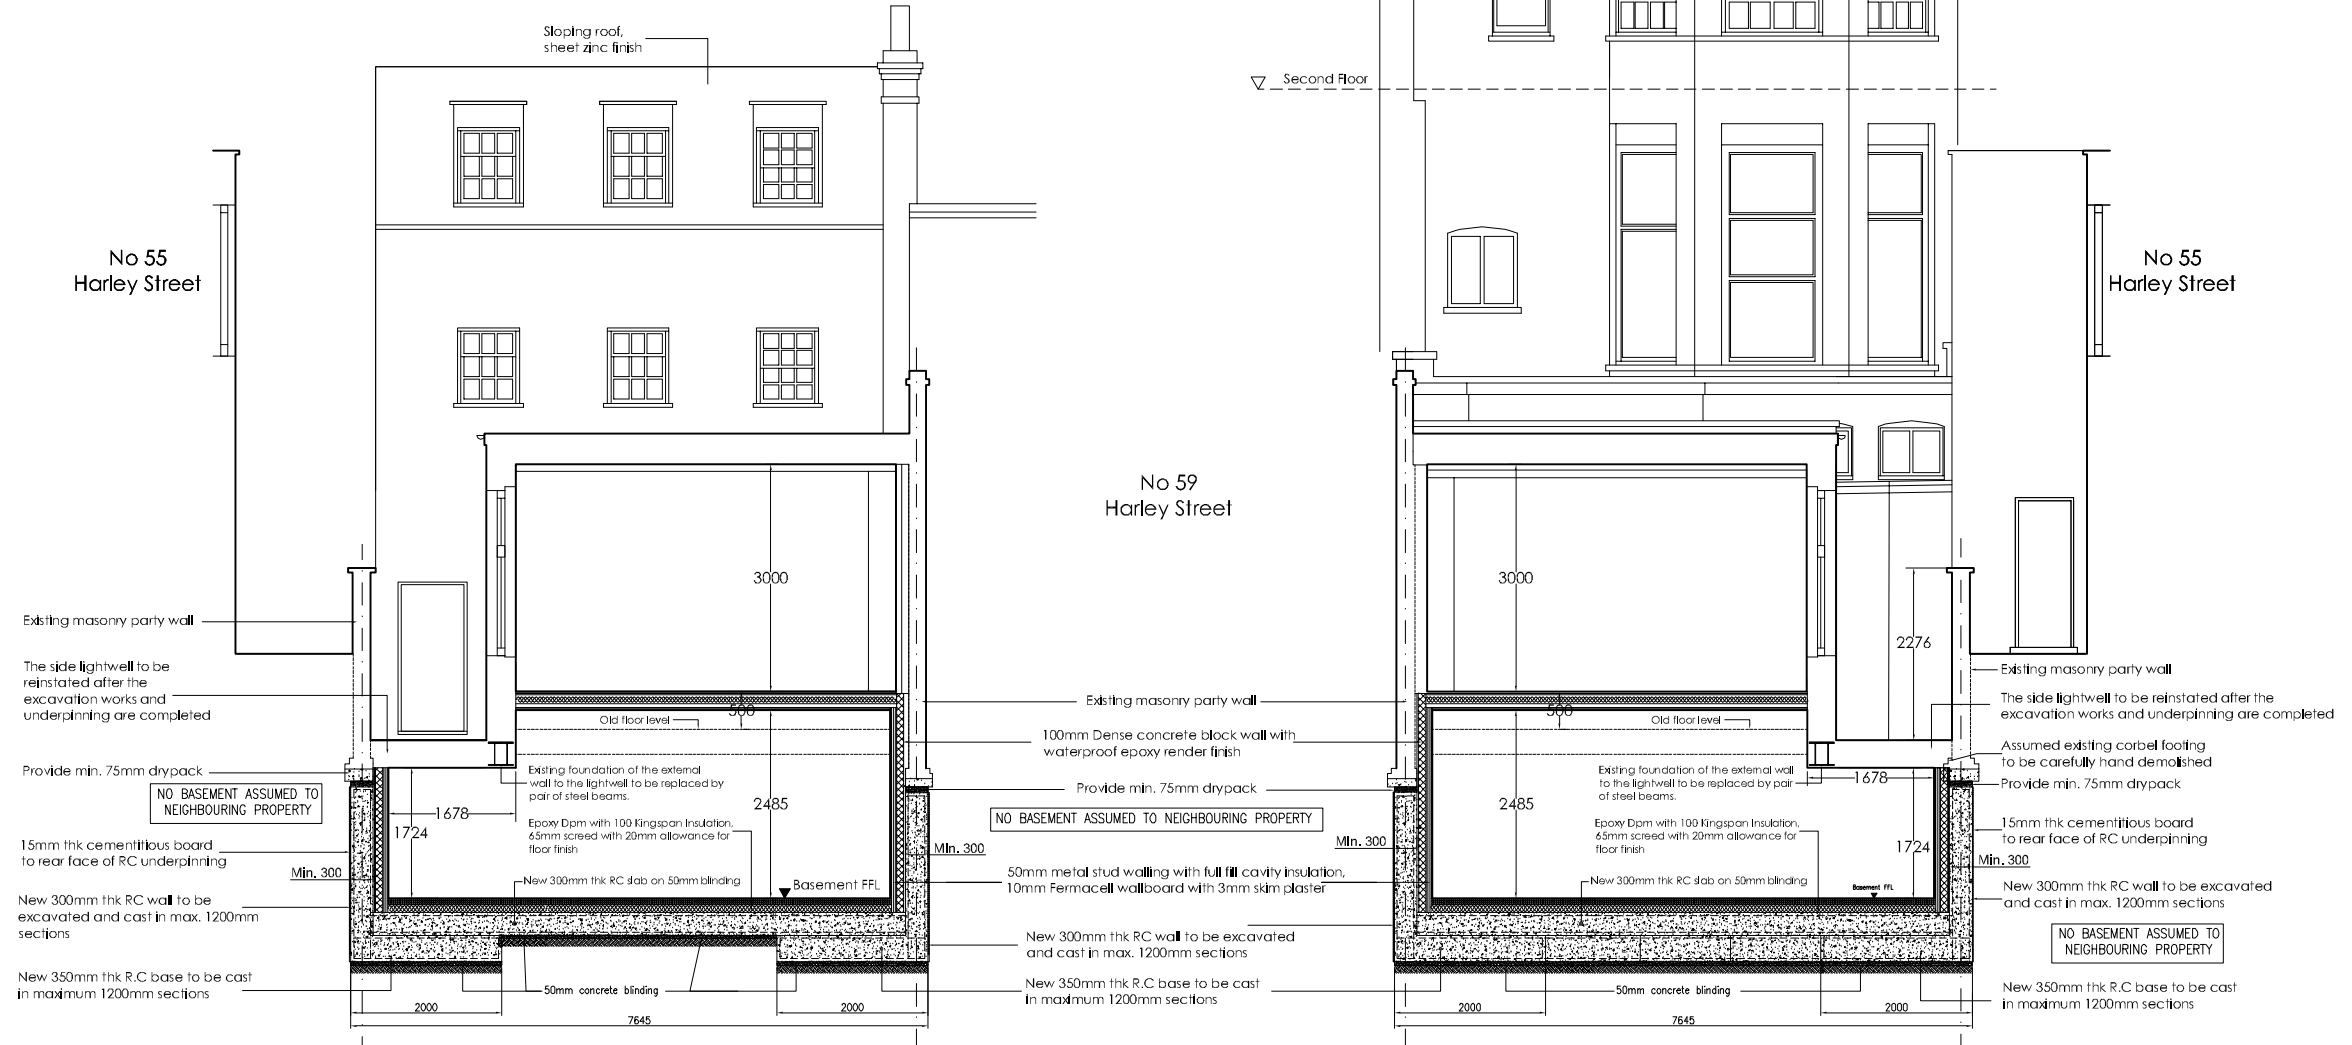 Sloping roof,
sheet zinc finish
Second Floor
No 55
Harley Street
No 55
Harley Street
No 59
Harley Street
3000
3000
2276
Existing masonry party wall
The side lightwell to be
reinstated after the
excavation works and
underpinning are completed
Provide min. 75mm drypack
NO BASEMENT ASSUMED TO
NEIGHBOURING PROPERTY
15mm thk cementitious board
to rear face of RC underpinning
Min. 300
New 300mm thk RC wall to be
excavated and cast in max. 1200mm
sections
New 350mm thk R.C base to be cast
in maximum 1200mm sections
500
Old floor level
Existing foundation of the external
wall to the lightwell to be replaced by
pair of steel beams.
1678
1724
2485
Epoxy Dpm with 100 Kingspan Insulation,
65mm screed with 20mm allowance for
floor finish
New 300mm thk RC slab on 50mm blinding
Basement FFL
50mm concrete blinding
2000
2000
7645
Existing masonry party wall
100mm Dense concrete block wall with
waterproof epoxy render finish
Provide min. 75mm drypack
NO BASEMENT ASSUMED TO NEIGHBOURING PROPERTY
Min. 300
Min. 300
50mm metal stud walling with full fill cavity insulation,
10mm Fermacell wallboard with 3mm skim plaster
New 300mm thk RC wall to be excavated
and cast in max. 1200mm sections
New 350mm thk R.C base to be cast
in maximum 1200mm sections
500
Old floor level
Existing foundation of the external wall
to the lightwell to be replaced by pair
of steel beams.
1678
2485
1724
Epoxy Dpm with 100 Kingspan Insulation,
65mm screed with 20mm allowance for
floor finish
New 300mm thk RC slab on 50mm blinding
Basement FFL
50mm concrete blinding
2000
2000
7645
Existing masonry party wall
The side lightwell to be reinstated after the
excavation works and underpinning are completed
Assumed existing corbel footing
to be carefully hand demolished
Provide min. 75mm drypack
15mm thk cementitious board
to rear face of RC underpinning
Min. 300
New 300mm thk RC wall to be excavated
and cast in max. 1200mm sections
NO BASEMENT ASSUMED TO
NEIGHBOURING PROPERTY
New 350mm thk R.C base to be cast
in maximum 1200mm sections